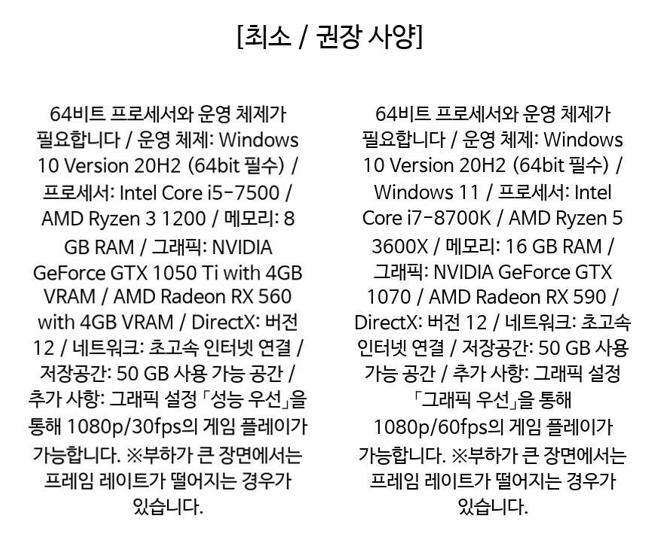 [최소 / 권장 사양]
64비트 프로세서와 운영 체제가
필요합니다 / 운영 체제: Windows
10 Version 20H2 (64bit 필수) /
프로세서: Intel Core i5-7500 /
AMD Ryzen 3 1200 / 메모리: 8
GB RAM / 그래픽: NVIDIA
GeForce GTX 1050 Ti with 4GB
VRAM / AMD Radeon RX 560
with 4GB VRAM / DirectX: 버전
12 / 네트워크: 초고속 인터넷 연결 /
저장공간: 50 GB 사용 가능 공간 /
추가 사항: 그래픽 설정 「성능 우선」을
통해 1080p/30fps의 게임 플레이가
가능합니다. ※부하가 큰 장면에서는
프레임 레이트가 떨어지는 경우가
있습니다.
64비트 프로세서와 운영 체제가
필요합니다 / 운영 체제: Windows
10 Version 20H2 (64bit 필수) /
Windows 11 / 프로세서: Intel
Core i7-8700K / AMD Ryzen 5
3600X / 메모리: 16 GB RAM /
그래픽: NVIDIA GeForce GTX
1070 / AMD Radeon RX 590 /
DirectX: 버전 12 / 네트워크: 초고속
인터넷 연결 / 저장공간: 50 GB 사용
가능 공간 / 추가 사항: 그래픽 설정
「그래픽 우선」을 통해
1080p/60fps의 게임 플레이가
가능합니다. ※부하가 큰 장면에서는
프레임 레이트가 떨어지는 경우가
있습니다.